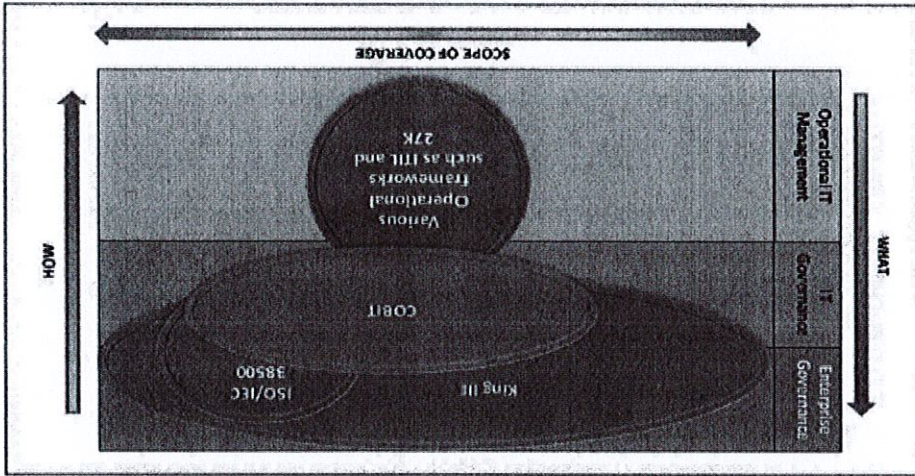 Enterprise
Governance
King III
ISO/IEC
38500
WHAT
IT
Governance
COBIT
HOW
Operational IT
Management
Various
Operational
frameworks
such as ITIL and
27K
SCOPE OF COVERAGE